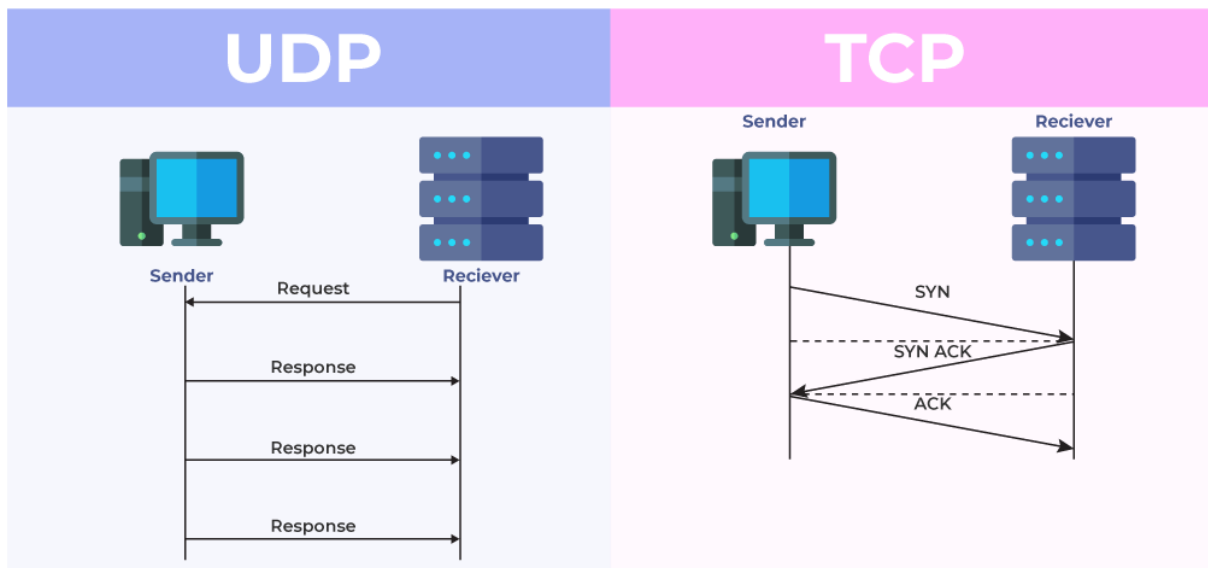 UDP
TCP
Sender
Reciever
Request
Response
Response
Response
Sender
Reciever
SYN
SYN ACK
ACK